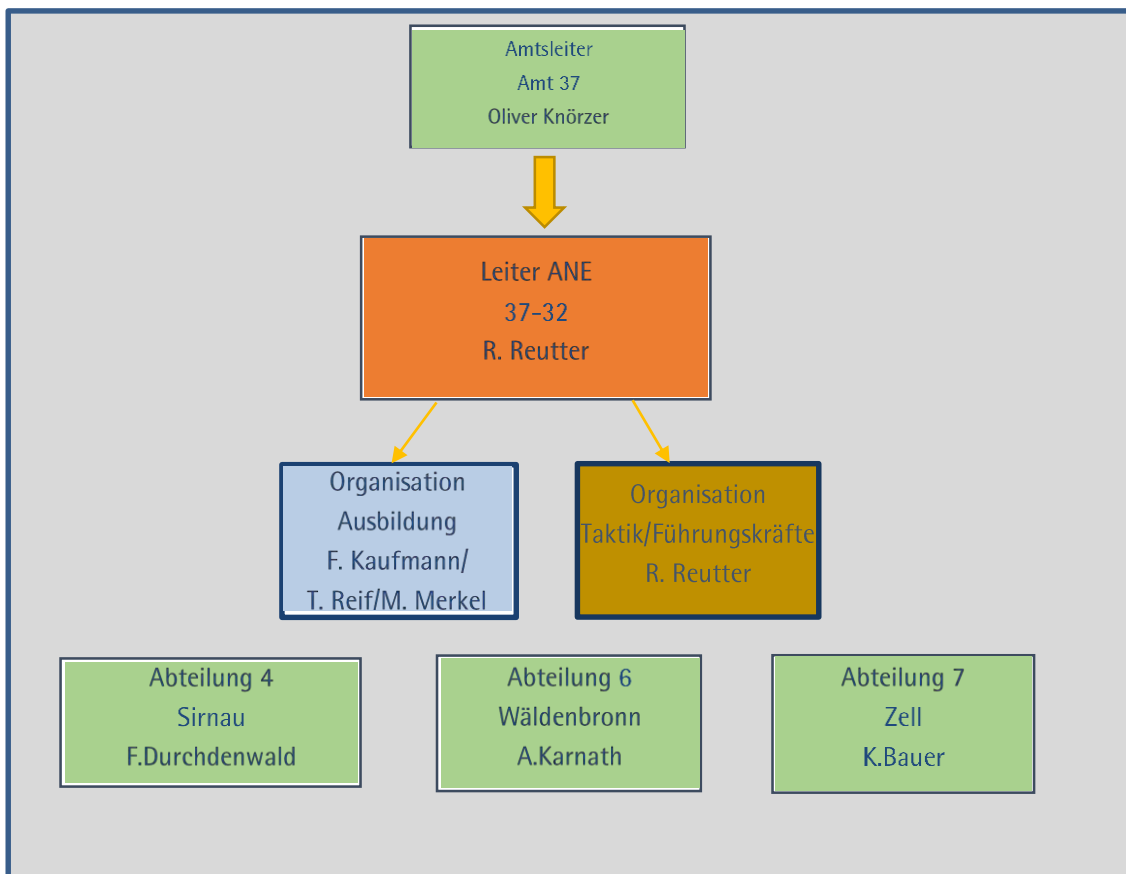 Amtsleiter
Amt 37
Oliver Knörzer
Leiter ANE
37-32
R. Reutter
Organisation
Ausbildung
F. Kaufmann/
T. Reif/M. Merkel
Organisation
Taktik/Führungskräfte
R. Reutter
Abteilung 4
Sirnau
F.Durchdenwald
Abteilung 6
Wäldenbronn
A.Karnath
Abteilung 7
Zell
K.Bauer